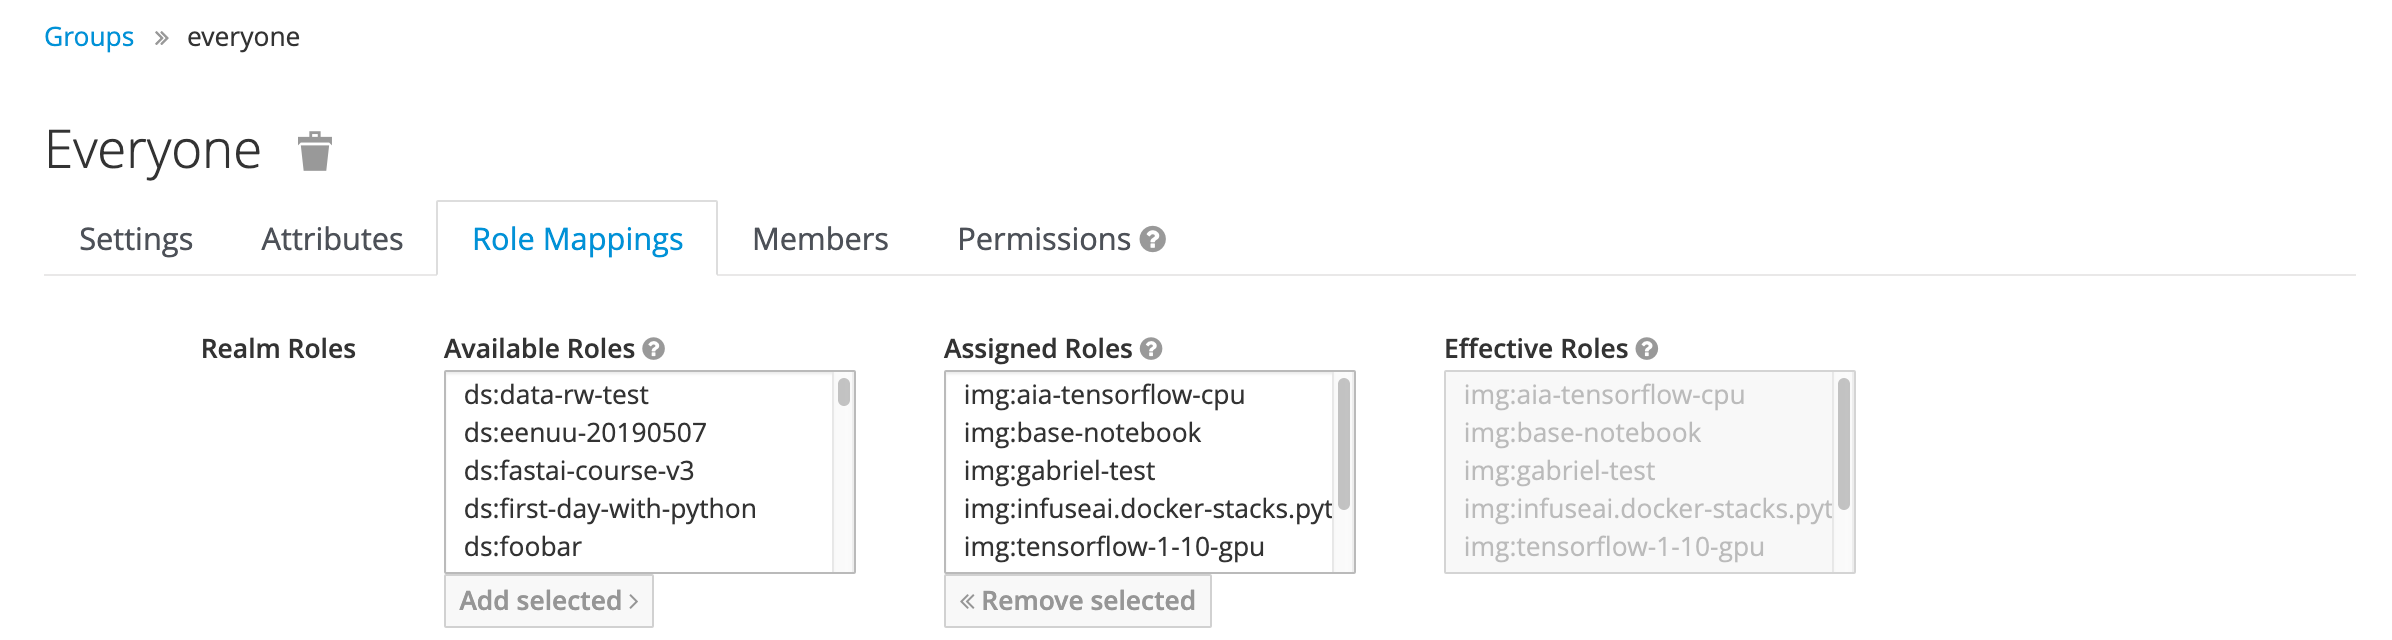 Groups » everyone
Everyone
Settings Attributes Role Mappings Members Permissions ?
Realm Roles Available Roles ? Assigned Roles ? Effective Roles ?
ds:data-rw-test img:aia-tensorflow-cpu img:aia-tensorflow-cpu
ds:eenuu-20190507 img:base-notebook img:base-notebook
ds:fastai-course-v3 img:gabriel-test img:gabriel-test
ds:first-day-with-python img:infuseai.docker-stacks.pyt img:infuseai.docker-stacks.pyt
ds:foobar img:tensorflow-1-10-gpu img:tensorflow-1-10-gpu
Add selected › « Remove selected